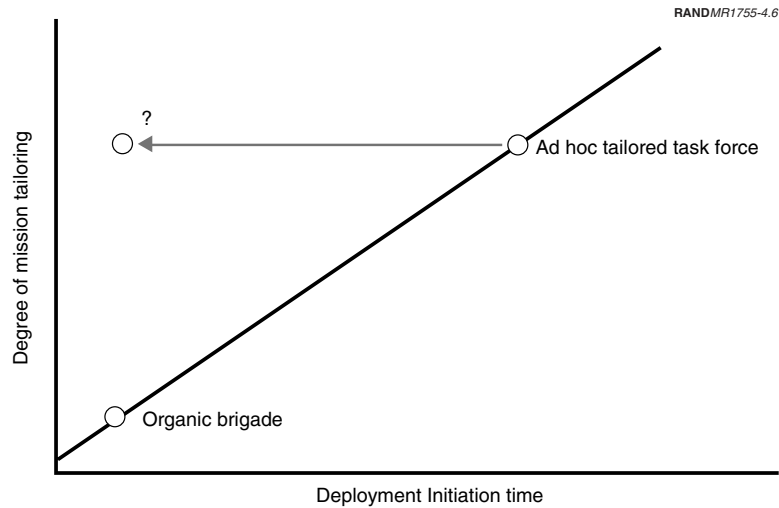 RANDMR1755-4.6
?
Ad hoc tailored task force
Degree of mission tailoring
Organic brigade
Deployment Initiation time